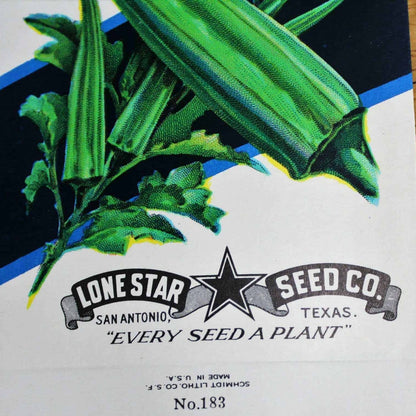 LONE STAR SEED CO.
SAN ANTONIO, TEXAS.
"EVERY SEED A PLANT"
SCHMIDT LITHO. CO. S. F.
MADE IN U.S.A.
No.183